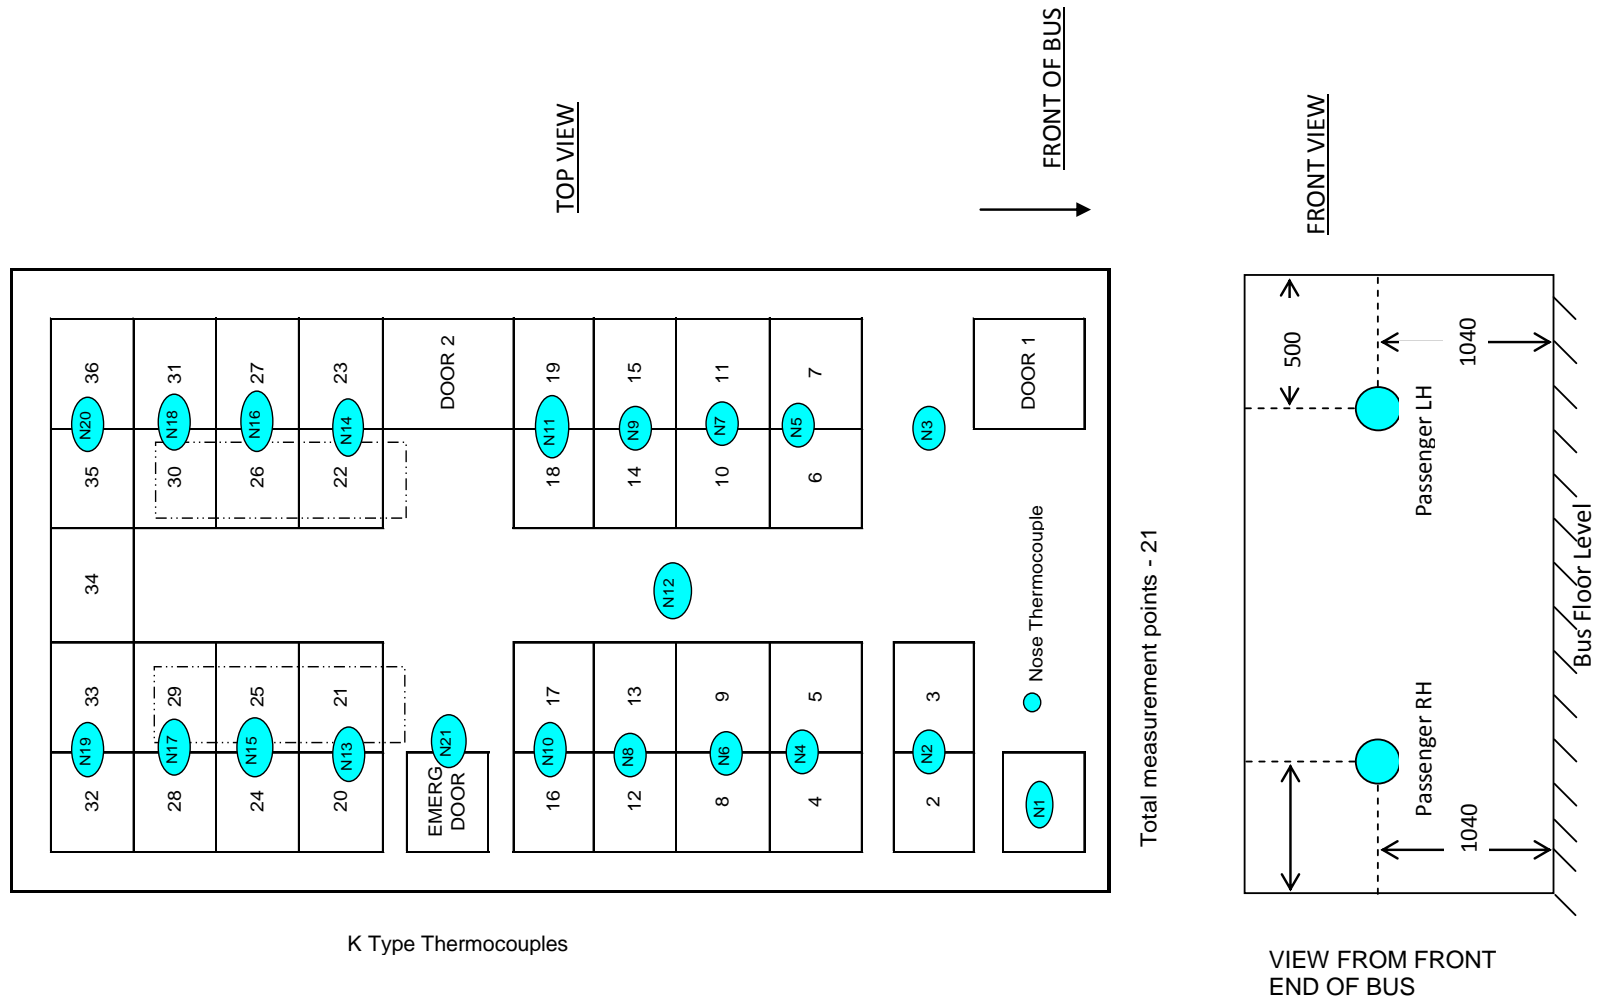 TOP VIEW
FRONT OF BUS
FRONT VIEW
36
31
27
23
DOOR 2
19
15
11
7
DOOR 1
N20
N18
N16
N14
N11
N9
N7
N5
N3
35
30
26
22
18
14
10
6
34
N12
33
29
25
21
17
13
9
5
3
Nose Thermocouple
N19
N17
N15
N13
N21
N10
N8
N6
N4
N2
32
28
24
20
EMERG
DOOR
16
12
8
4
2
N1
Total measurement points - 21
500
1040
Passenger LH
Passenger RH
1040
Bus Floor Level
K Type Thermocouples
VIEW FROM FRONT
END OF BUS